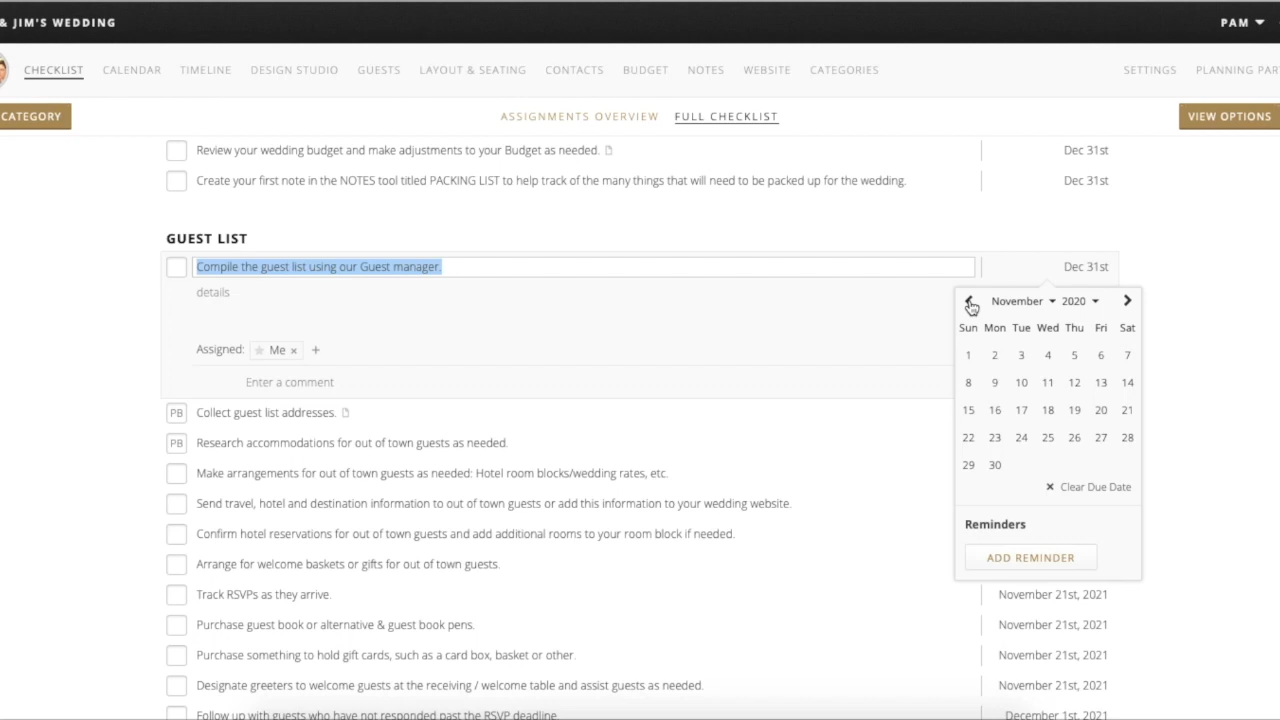 & JIM'S WEDDING
PAM
CHECKLIST CALENDAR TIMELINE DESIGN STUDIO GUESTS LAYOUT & SEATING CONTACTS BUDGET NOTES WEBSITE CATEGORIES SETTINGS PLANNING PAR
CATEGORY ASSIGNMENTS OVERVIEW FULL CHECKLIST VIEW OPTIONS
Review your wedding budget and make adjustments to your Budget as needed. Dec 31st
Create your first note in the NOTES tool titled PACKING LIST to help track of the many things that will need to be packed up for the wedding. Dec 31st
GUEST LIST
Compile the guest list using our Guest manager. Dec 31st
details
Assigned: Me × +
Enter a comment
PB Collect guest list addresses.
PB Research accommodations for out of town guests as needed.
Make arrangements for out of town guests as needed: Hotel room blocks/wedding rates, etc.
Send travel, hotel and destination information to out of town guests or add this information to your wedding website.
Confirm hotel reservations for out of town guests and add additional rooms to your room block if needed.
Arrange for welcome baskets or gifts for out of town guests.
Track RSVPs as they arrive. November 21st, 2021
Purchase guest book or alternative & guest book pens. November 21st, 2021
Purchase something to hold gift cards, such as a card box, basket or other. November 21st, 2021
Designate greeters to welcome guests at the receiving / welcome table and assist guests as needed. November 21st, 2021
Follow up with guests who have not responded past the RSVP deadline. December 1st, 2021
November 2020
Sun Mon Tue Wed Thu Fri Sat
1 2 3 4 5 6 7
8 9 10 11 12 13 14
15 16 17 18 19 20 21
22 23 24 25 26 27 28
29 30
× Clear Due Date
Reminders
ADD REMINDER